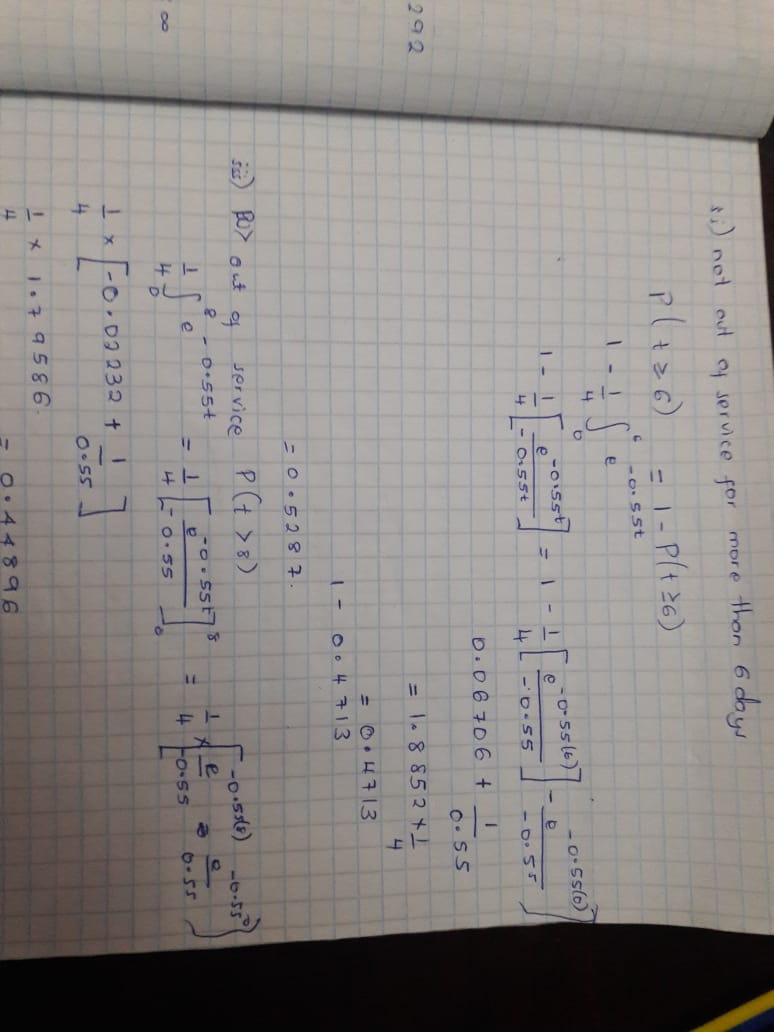 292
∞
ii) not out of service for more than 6 days
P(t ≥ 6) = 1 - P(t ≥ 6)
1 - 1/4 ∫₀⁶ e^-0.55t
1 - 1/4 [e^-0.55t / -0.55t] = 1 - 1/4 [e^-0.55(6) / -0.55] - e^-0.55(6) / -0.55]
0.06706 + 1/0.55
= 1.8852 × 1/4
= 0.4713
1 - 0.4713
= 0.5287.
iii) out of service P(t > 8)
1/4 ∫₀⁸ e^-0.55t = 1/4 [e^-0.55t / -0.55]₀⁸ = 1/4 × [e^-0.55(8) / -0.55 - e^-0.55° / 0.55]
1/4 × [-0.02232 + 1/0.55]
1/4 × 1.79586.
= 0.44896